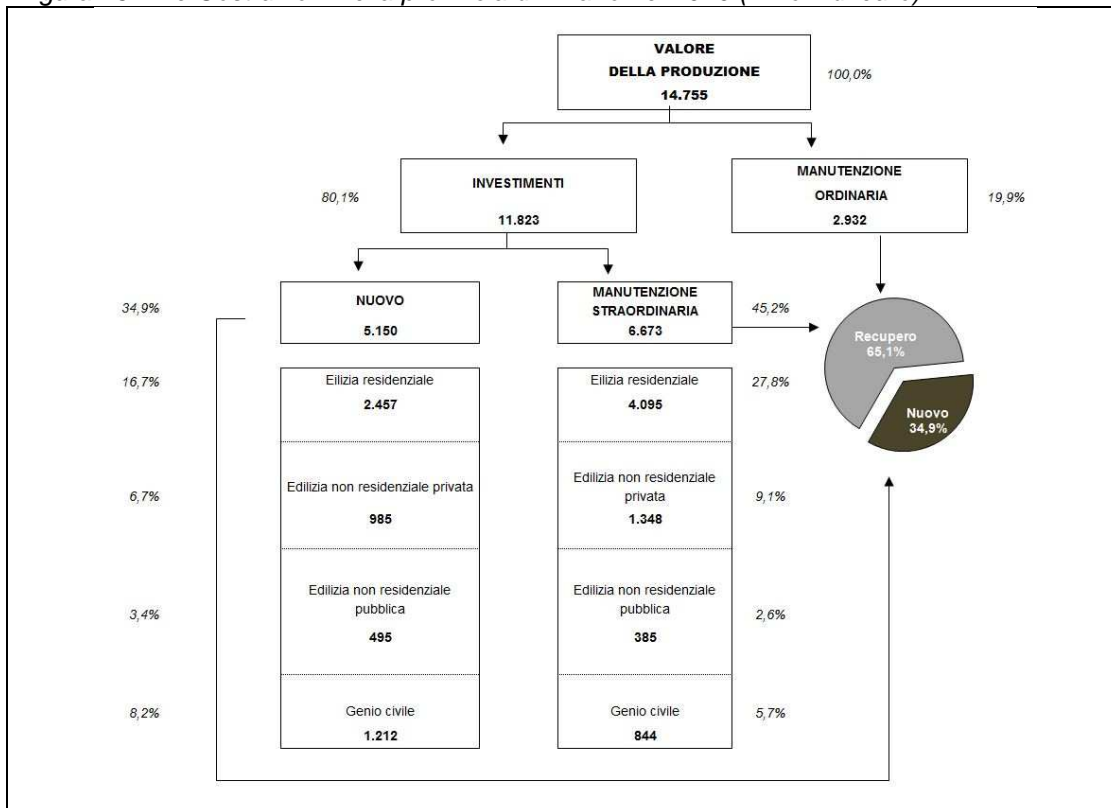 VALORE
DELLA PRODUZIONE
14.755
100,0%
INVESTIMENTI
11.823
80,1%
MANUTENZIONE
ORDINARIA
2.932
19,9%
34,9%
NUOVO
5.150
MANUTENZIONE
STRAORDINARIA
6.673
45,2%
Recupero
65,1%
Nuovo
34,9%
16,7%
Eilizia residenziale
2.457
Eilizia residenziale
4.095
27,8%
6,7%
Edilizia non residenziale privata
985
Edilizia non residenziale
privata
1.348
9,1%
3,4%
Edilizia non residenziale
pubblica
495
Edilizia non residenziale
pubblica
385
2,6%
8,2%
Genio civile
1.212
Genio civile
844
5,7%